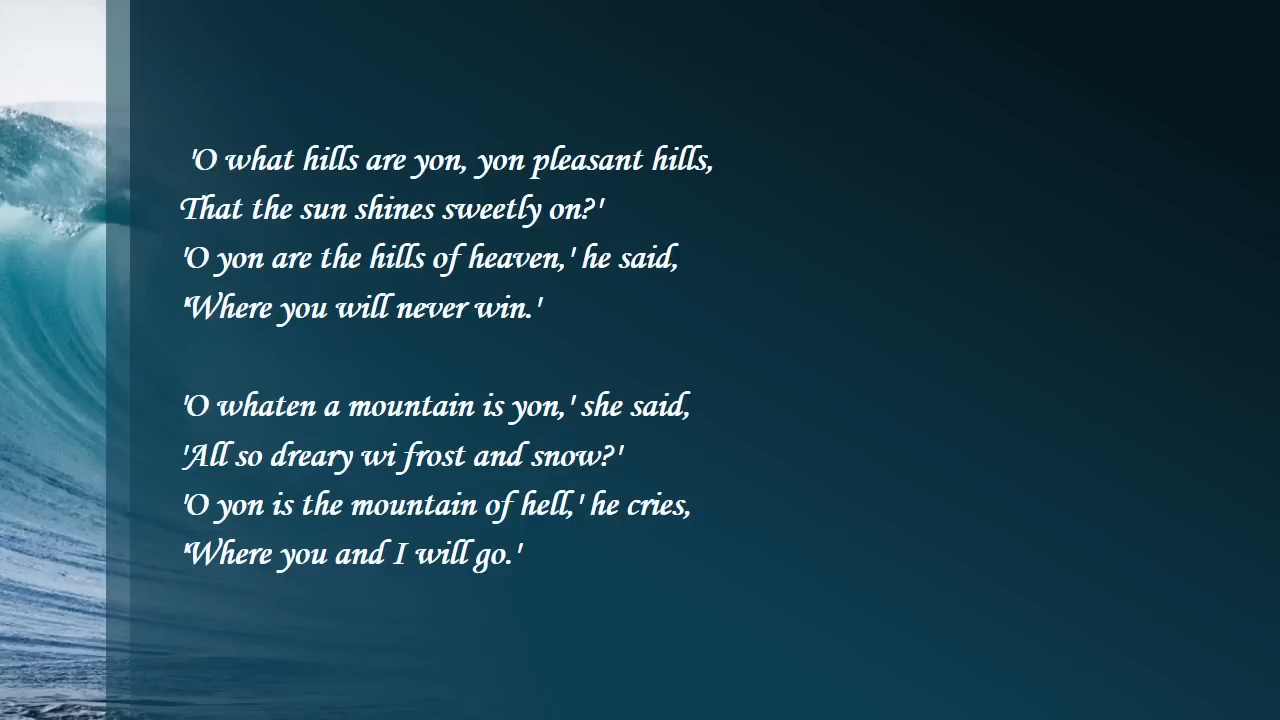 'O what hills are yon, yon pleasant hills,
That the sun shines sweetly on?'
'O yon are the hills of heaven,' he said,
'Where you will never win.'

'O whaten a mountain is yon,' she said,
'All so dreary wi frost and snow?'
'O yon is the mountain of hell,' he cries,
'Where you and I will go.'